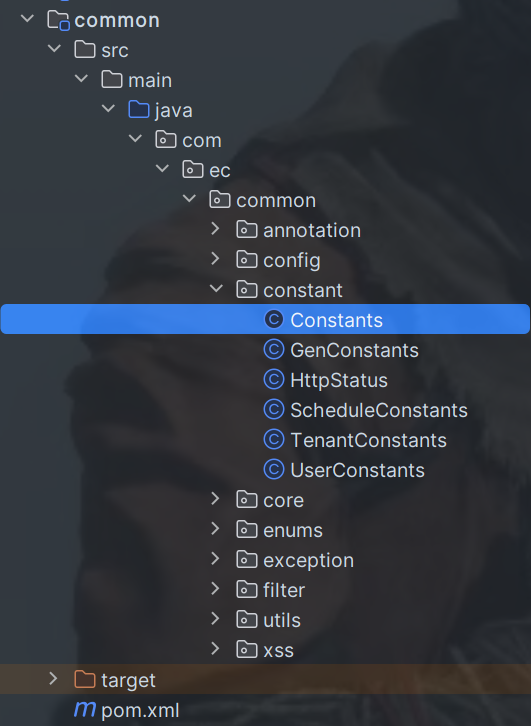 common
src
main
java
com
ec
common
annotation
config
constant
Constants
GenConstants
HttpStatus
ScheduleConstants
TenantConstants
UserConstants
core
enums
exception
filter
utils
xss
target
pom.xml